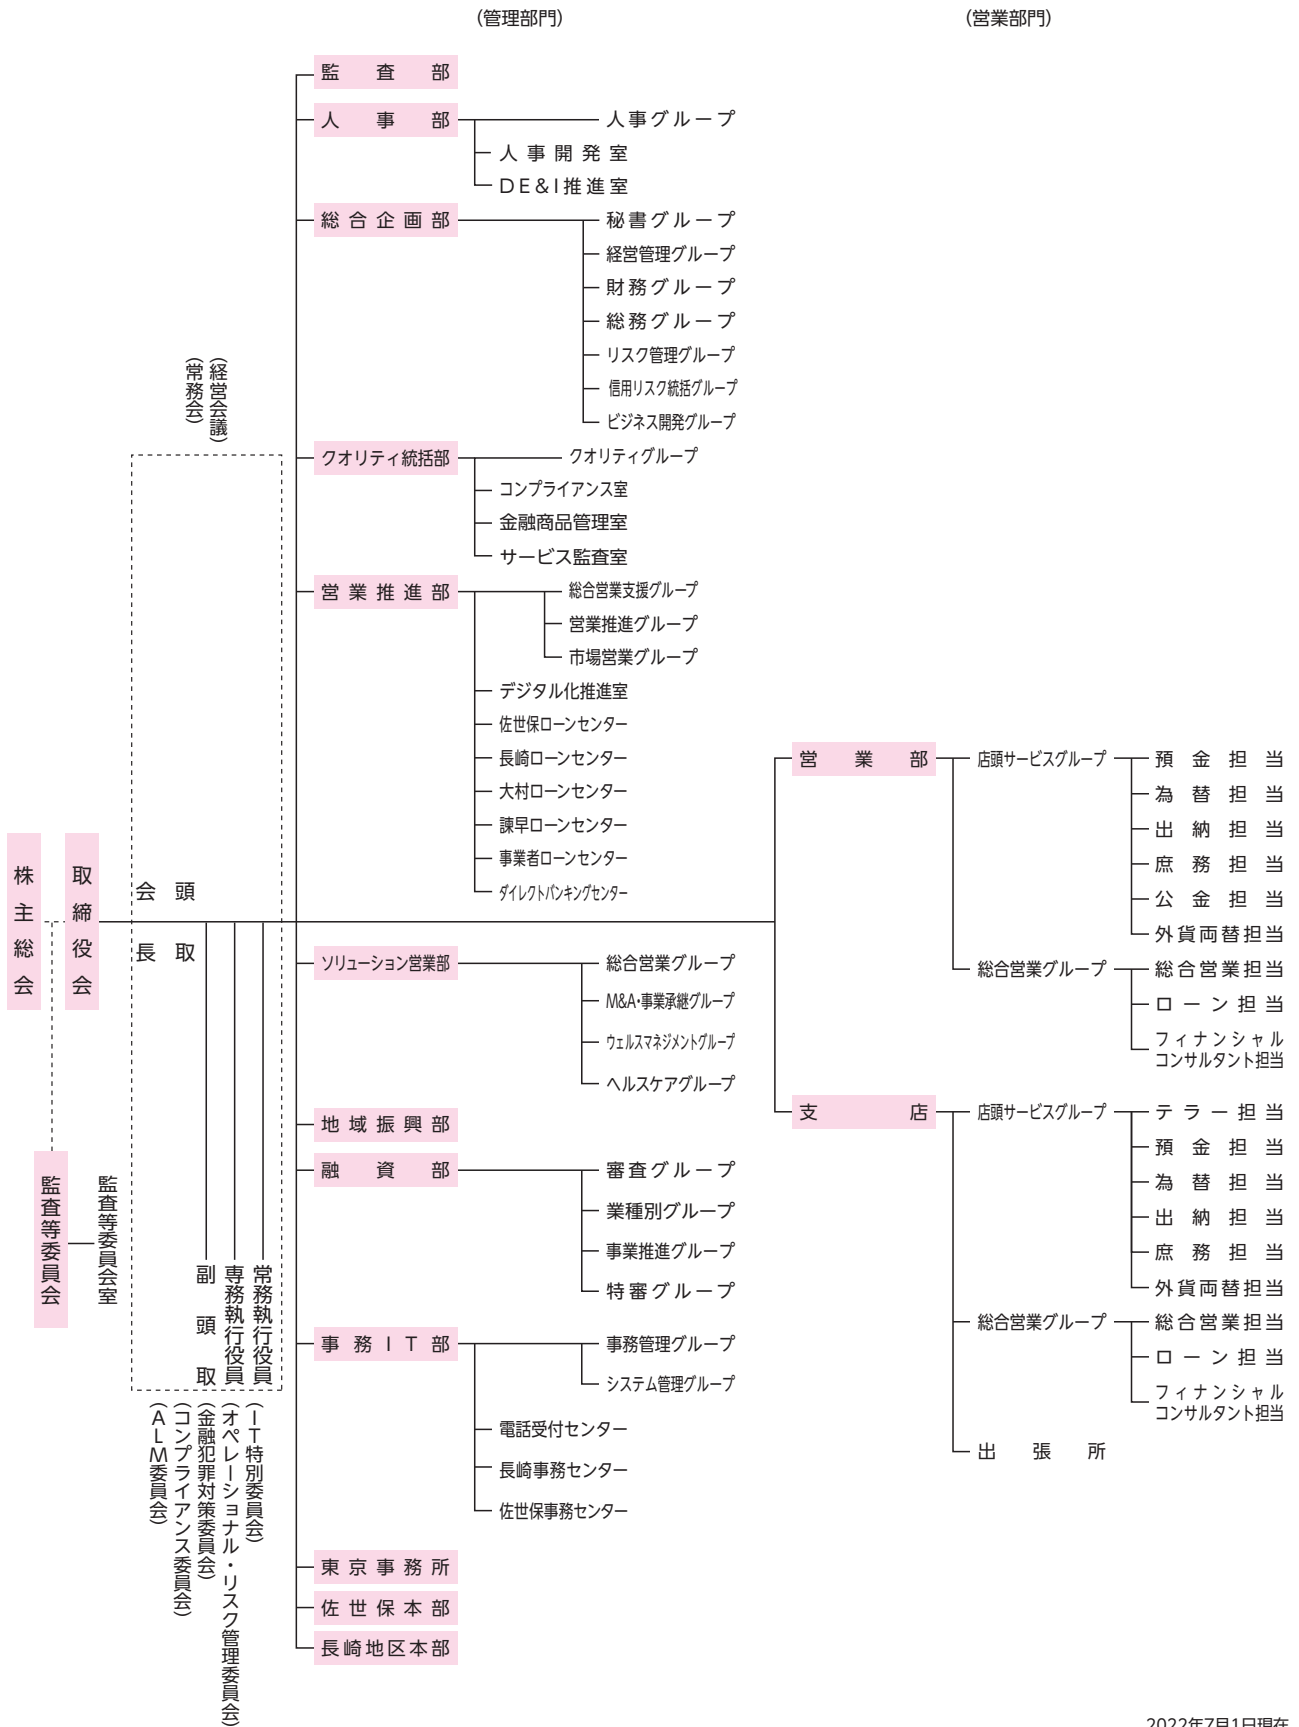 (管理部門)
(営業部門)
監査部
人事部
人事グループ
人事開発室
DE&I推進室
総合企画部
秘書グループ
経営管理グループ
財務グループ
総務グループ
リスク管理グループ
信用リスク統括グループ
ビジネス開発グループ
(経営会議)
(常務会)
クオリティ統括部
クオリティグループ
コンプライアンス室
金融商品管理室
サービス監査室
営業推進部
総合営業支援グループ
営業推進グループ
市場営業グループ
デジタル化推進室
佐世保ローンセンター
長崎ローンセンター
大村ローンセンター
諫早ローンセンター
事業者ローンセンター
ダイレクトバンキングセンター
株主総会
取締役会
会長
頭取
副頭取
専務執行役員
常務執行役員
監査等委員会
監査等委員会室
ソリューション営業部
総合営業グループ
M&A・事業承継グループ
ウェルスマネジメントグループ
ヘルスケアグループ
地域振興部
融資部
審査グループ
業種別グループ
事業推進グループ
特審グループ
事務IT部
事務管理グループ
システム管理グループ
電話受付センター
長崎事務センター
佐世保事務センター
東京事務所
佐世保本部
長崎地区本部
(IT特別委員会)
(オペレーショナル・リスク管理委員会)
(金融犯罪対策委員会)
(コンプライアンス委員会)
(ALM委員会)
営業部
店頭サービスグループ
預金担当
為替担当
出納担当
庶務担当
公金担当
外貨両替担当
総合営業グループ
総合営業担当
ローン担当
フィナンシャル
コンサルタント担当
支店
店頭サービスグループ
テラー担当
預金担当
為替担当
出納担当
庶務担当
外貨両替担当
総合営業グループ
総合営業担当
ローン担当
フィナンシャル
コンサルタント担当
出張所
2022年7月1日現在